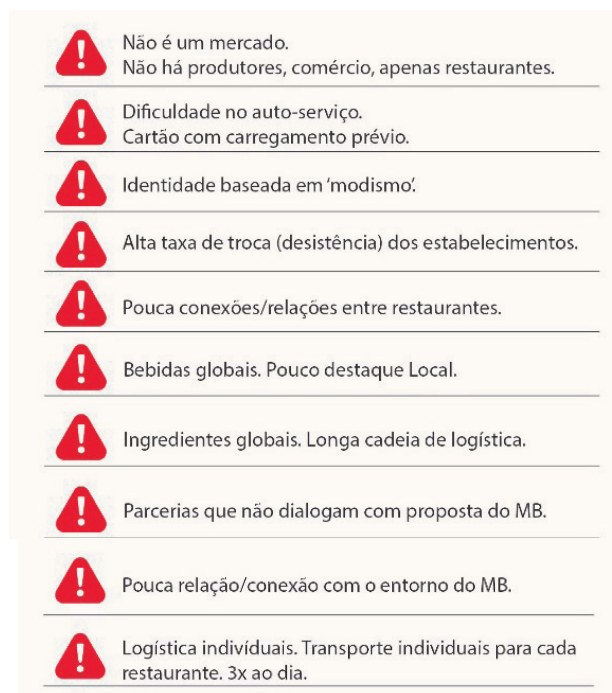 Não é um mercado.
Não há produtores, comércio, apenas restaurantes.
Dificuldade no auto-serviço.
Cartão com carregamento prévio.
Identidade baseada em ‘modismo’.
Alta taxa de troca (desistência) dos estabelecimentos.
Pouca conexões/relações entre restaurantes.
Bebidas globais. Pouco destaque Local.
Ingredientes globais. Longa cadeia de logística.
Parcerias que não dialogam com proposta do MB.
Pouca relação/conexão com o entorno do MB.
Logística indivíduais. Transporte individuais para cada
restaurante. 3x ao dia.